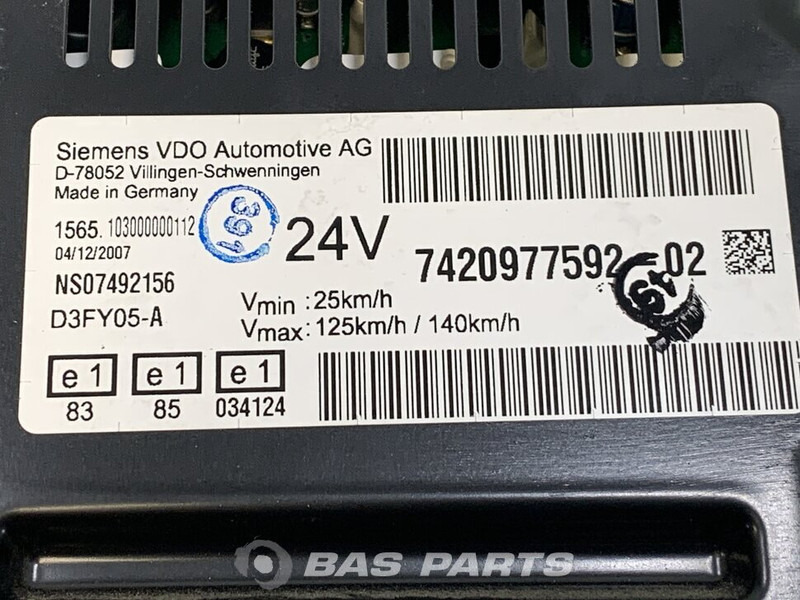 Siemens VDO Automotive AG
D-78052 Villingen-Schwenningen
Made in Germany
1565.103000000112
391
24V
04/12/2007
7420977592 02
NS07492156
Vmin : 25km/h
D3FY05-A
Vmax: 125km/h / 140km/h
e 1 e 1 e 1
83 85 034124
BAS PARTS